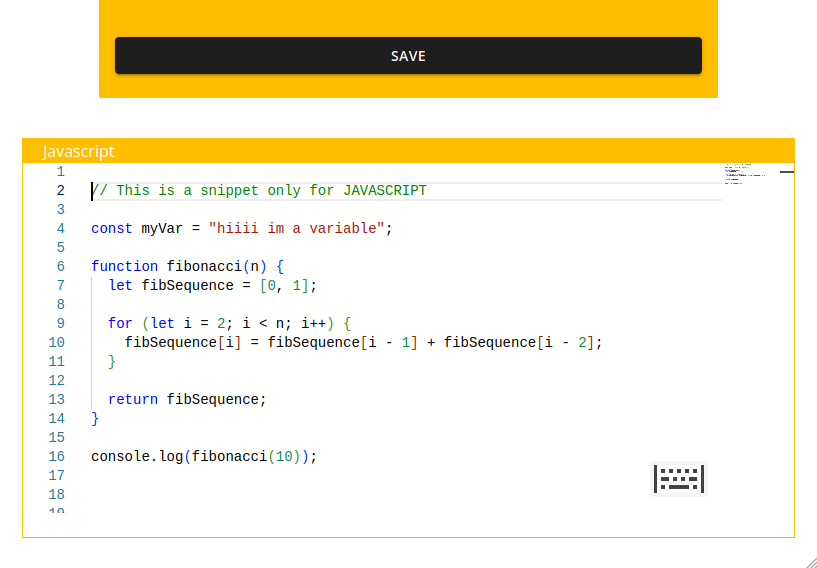 SAVE
Javascript
1
2 // This is a snippet only for JAVASCRIPT
3
4 const myVar = "hiiii im a variable";
5
6 function fibonacci(n) {
7   let fibSequence = [0, 1];
8
9   for (let i = 2; i < n; i++) {
10     fibSequence[i] = fibSequence[i - 1] + fibSequence[i - 2];
11   }
12
13   return fibSequence;
14 }
15
16 console.log(fibonacci(10));
17
18
19